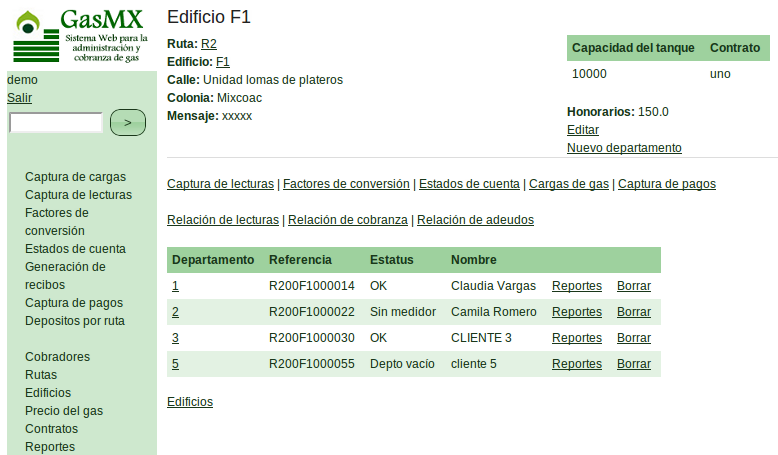 GasMX
Sistema Web para la
administración y
cobranza de gas
demo
Salir
>
Captura de cargas
Captura de lecturas
Factores de
conversión
Estados de cuenta
Generación de
recibos
Captura de pagos
Depositos por ruta
Cobradores
Rutas
Edificios
Precio del gas
Contratos
Reportes
Edificio F1
Ruta: R2
Edificio: F1
Calle: Unidad lomas de plateros
Colonia: Mixcoac
Mensaje: xxxxx
Capacidad del tanque Contrato
10000 uno
Honorarios: 150.0
Editar
Nuevo departamento
Captura de lecturas | Factores de conversión | Estados de cuenta | Cargas de gas | Captura de pagos
Relación de lecturas | Relación de cobranza | Relación de adeudos
Departamento Referencia Estatus Nombre
1 R200F1000014 OK Claudia Vargas Reportes Borrar
2 R200F1000022 Sin medidor Camila Romero Reportes Borrar
3 R200F1000030 OK CLIENTE 3 Reportes Borrar
5 R200F1000055 Depto vacío cliente 5 Reportes Borrar
Edificios